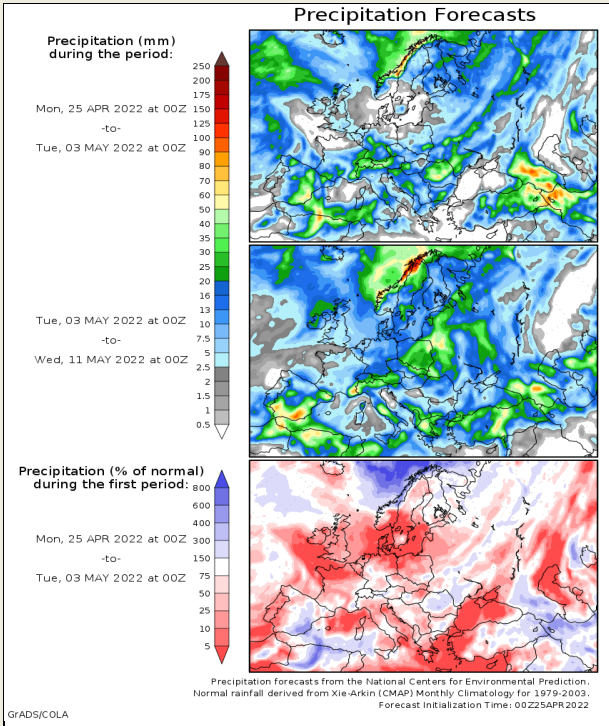 Precipitation Forecasts
Precipitation (mm)
during the period:
Mon, 25 APR 2022 at 00Z
-to-
Tue, 03 MAY 2022 at 00Z
250
200
175
150
125
100
90
80
70
60
50
40
35
30
25
20
16
13
10
7.5
5
2.5
2
1.5
1
0.5
Tue, 03 MAY 2022 at 00Z
-to-
Wed, 11 MAY 2022 at 00Z
Precipitation (% of normal)
during the first period:
Mon, 25 APR 2022 at 00Z
-to-
Tue, 03 MAY 2022 at 00Z
800
600
400
300
150
75
50
25
10
5
Precipitation forecasts from the National Centers for Environmental Prediction.
Normal rainfall derived from Xie-Arkin (CMAP) Monthly Climatology for 1979-2003.
Forecast Initialization Time: 00Z25APR2022
GrADS/COLA